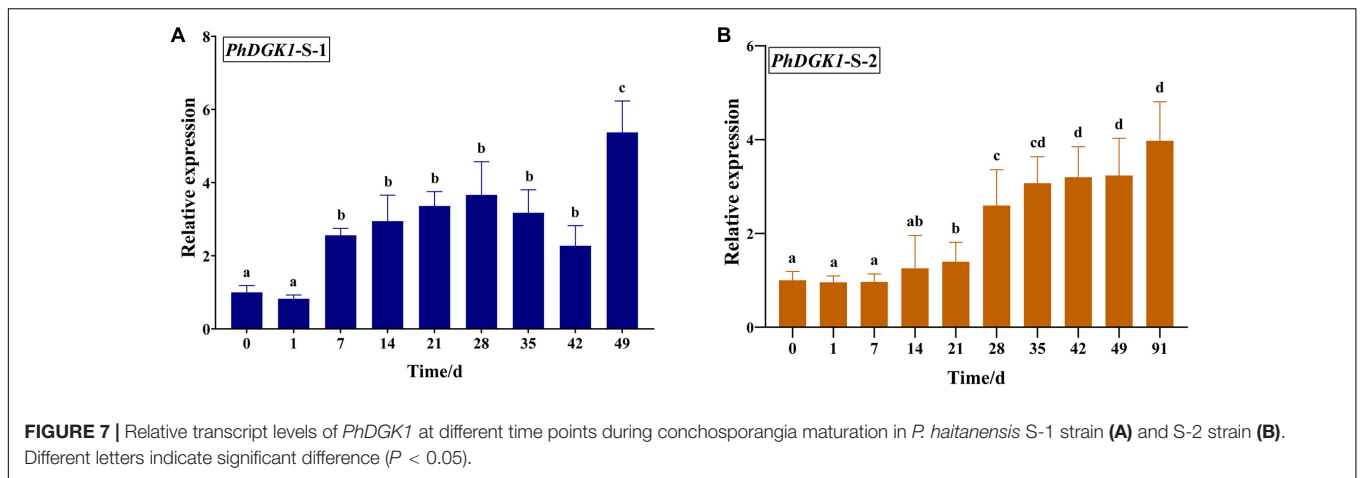 A
PhDGK1-S-1
Relative expression
8
6
4
2
0
a a b b b b b b c
0 1 7 14 21 28 35 42 49
Time/d
B
PhDGK1-S-2
Relative expression
6
4
2
0
a a a ab b c cd d d d
0 1 7 14 21 28 35 42 49 91
Time/d
FIGURE 7 | Relative transcript levels of PhDGK1 at different time points during conchosporangia maturation in P. haitanensis S-1 strain (A) and S-2 strain (B).
Different letters indicate significant difference (P < 0.05).